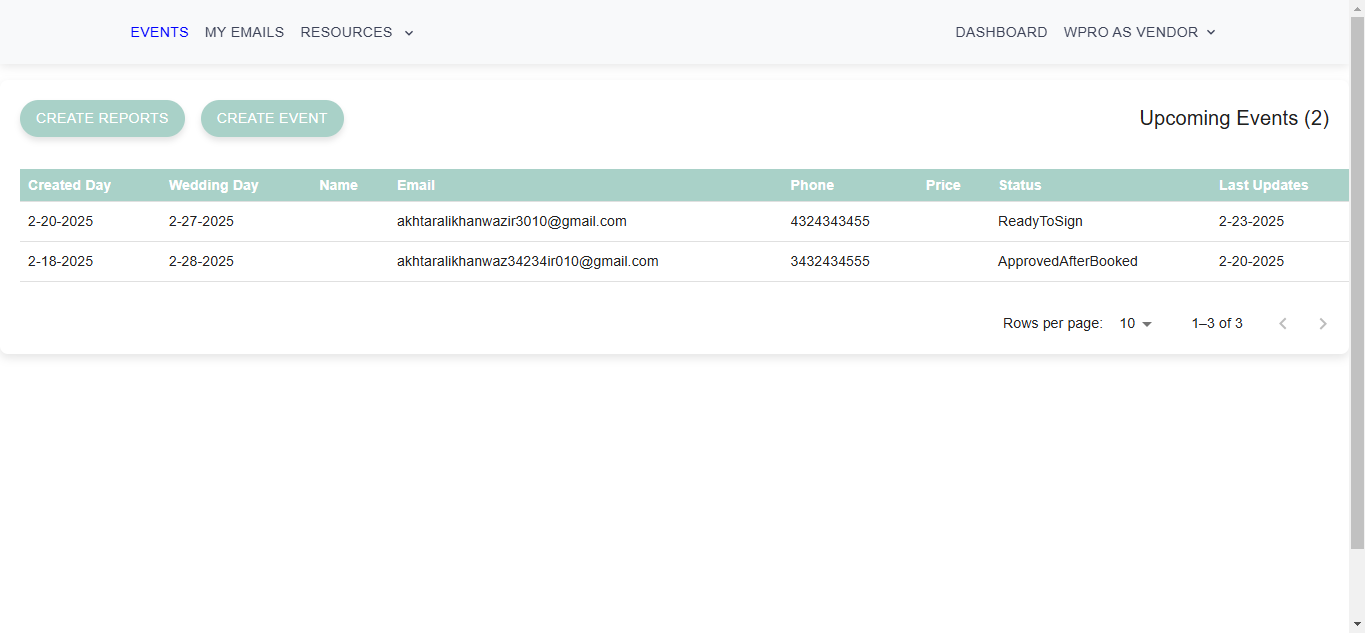 EVENTS MY EMAILS RESOURCES DASHBOARD WPRO AS VENDOR
CREATE REPORTS CREATE EVENT Upcoming Events (2)
Created Day Wedding Day Name Email Phone Price Status Last Updates
2-20-2025 2-27-2025 akhtaralikhanwazir3010@gmail.com 4324343455 ReadyToSign 2-23-2025
2-18-2025 2-28-2025 akhtaralikhanwaz34234ir010@gmail.com 3432434555 ApprovedAfterBooked 2-20-2025
Rows per page: 10 1–3 of 3